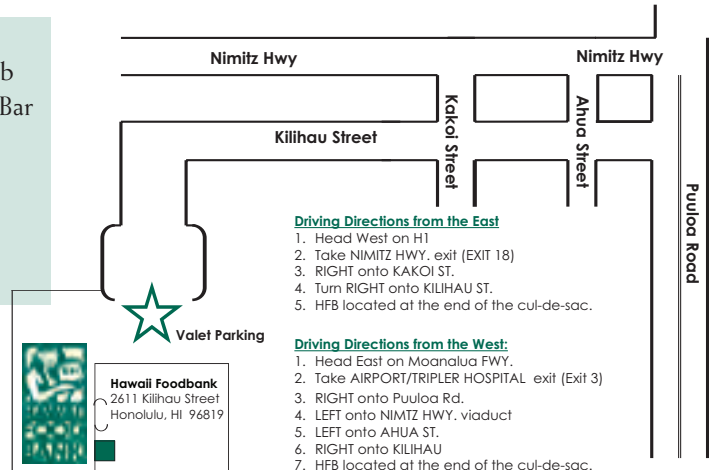 b
Bar
Nimitz Hwy
Nimitz Hwy
Kakoi Street
Ahua Street
Kilihau Street
Puuloa Road
Driving Directions from the East
1. Head West on H1
2. Take NIMITZ HWY. exit (EXIT 18)
3. RIGHT onto KAKOI ST.
4. Turn RIGHT onto KILIHAU ST.
5. HFB located at the end of the cul-de-sac.
Valet Parking
Driving Directions from the West:
1. Head East on Moanalua FWY.
2. Take AIRPORT/TRIPLER HOSPITAL exit (Exit 3)
3. RIGHT onto Puuloa Rd.
4. LEFT onto NIMTZ HWY. viaduct
5. LEFT onto AHUA ST.
6. RIGHT onto KILIHAU
7. HFB located at the end of the cul-de-sac.
Hawaii Foodbank
2611 Kilihau Street
Honolulu, HI 96819